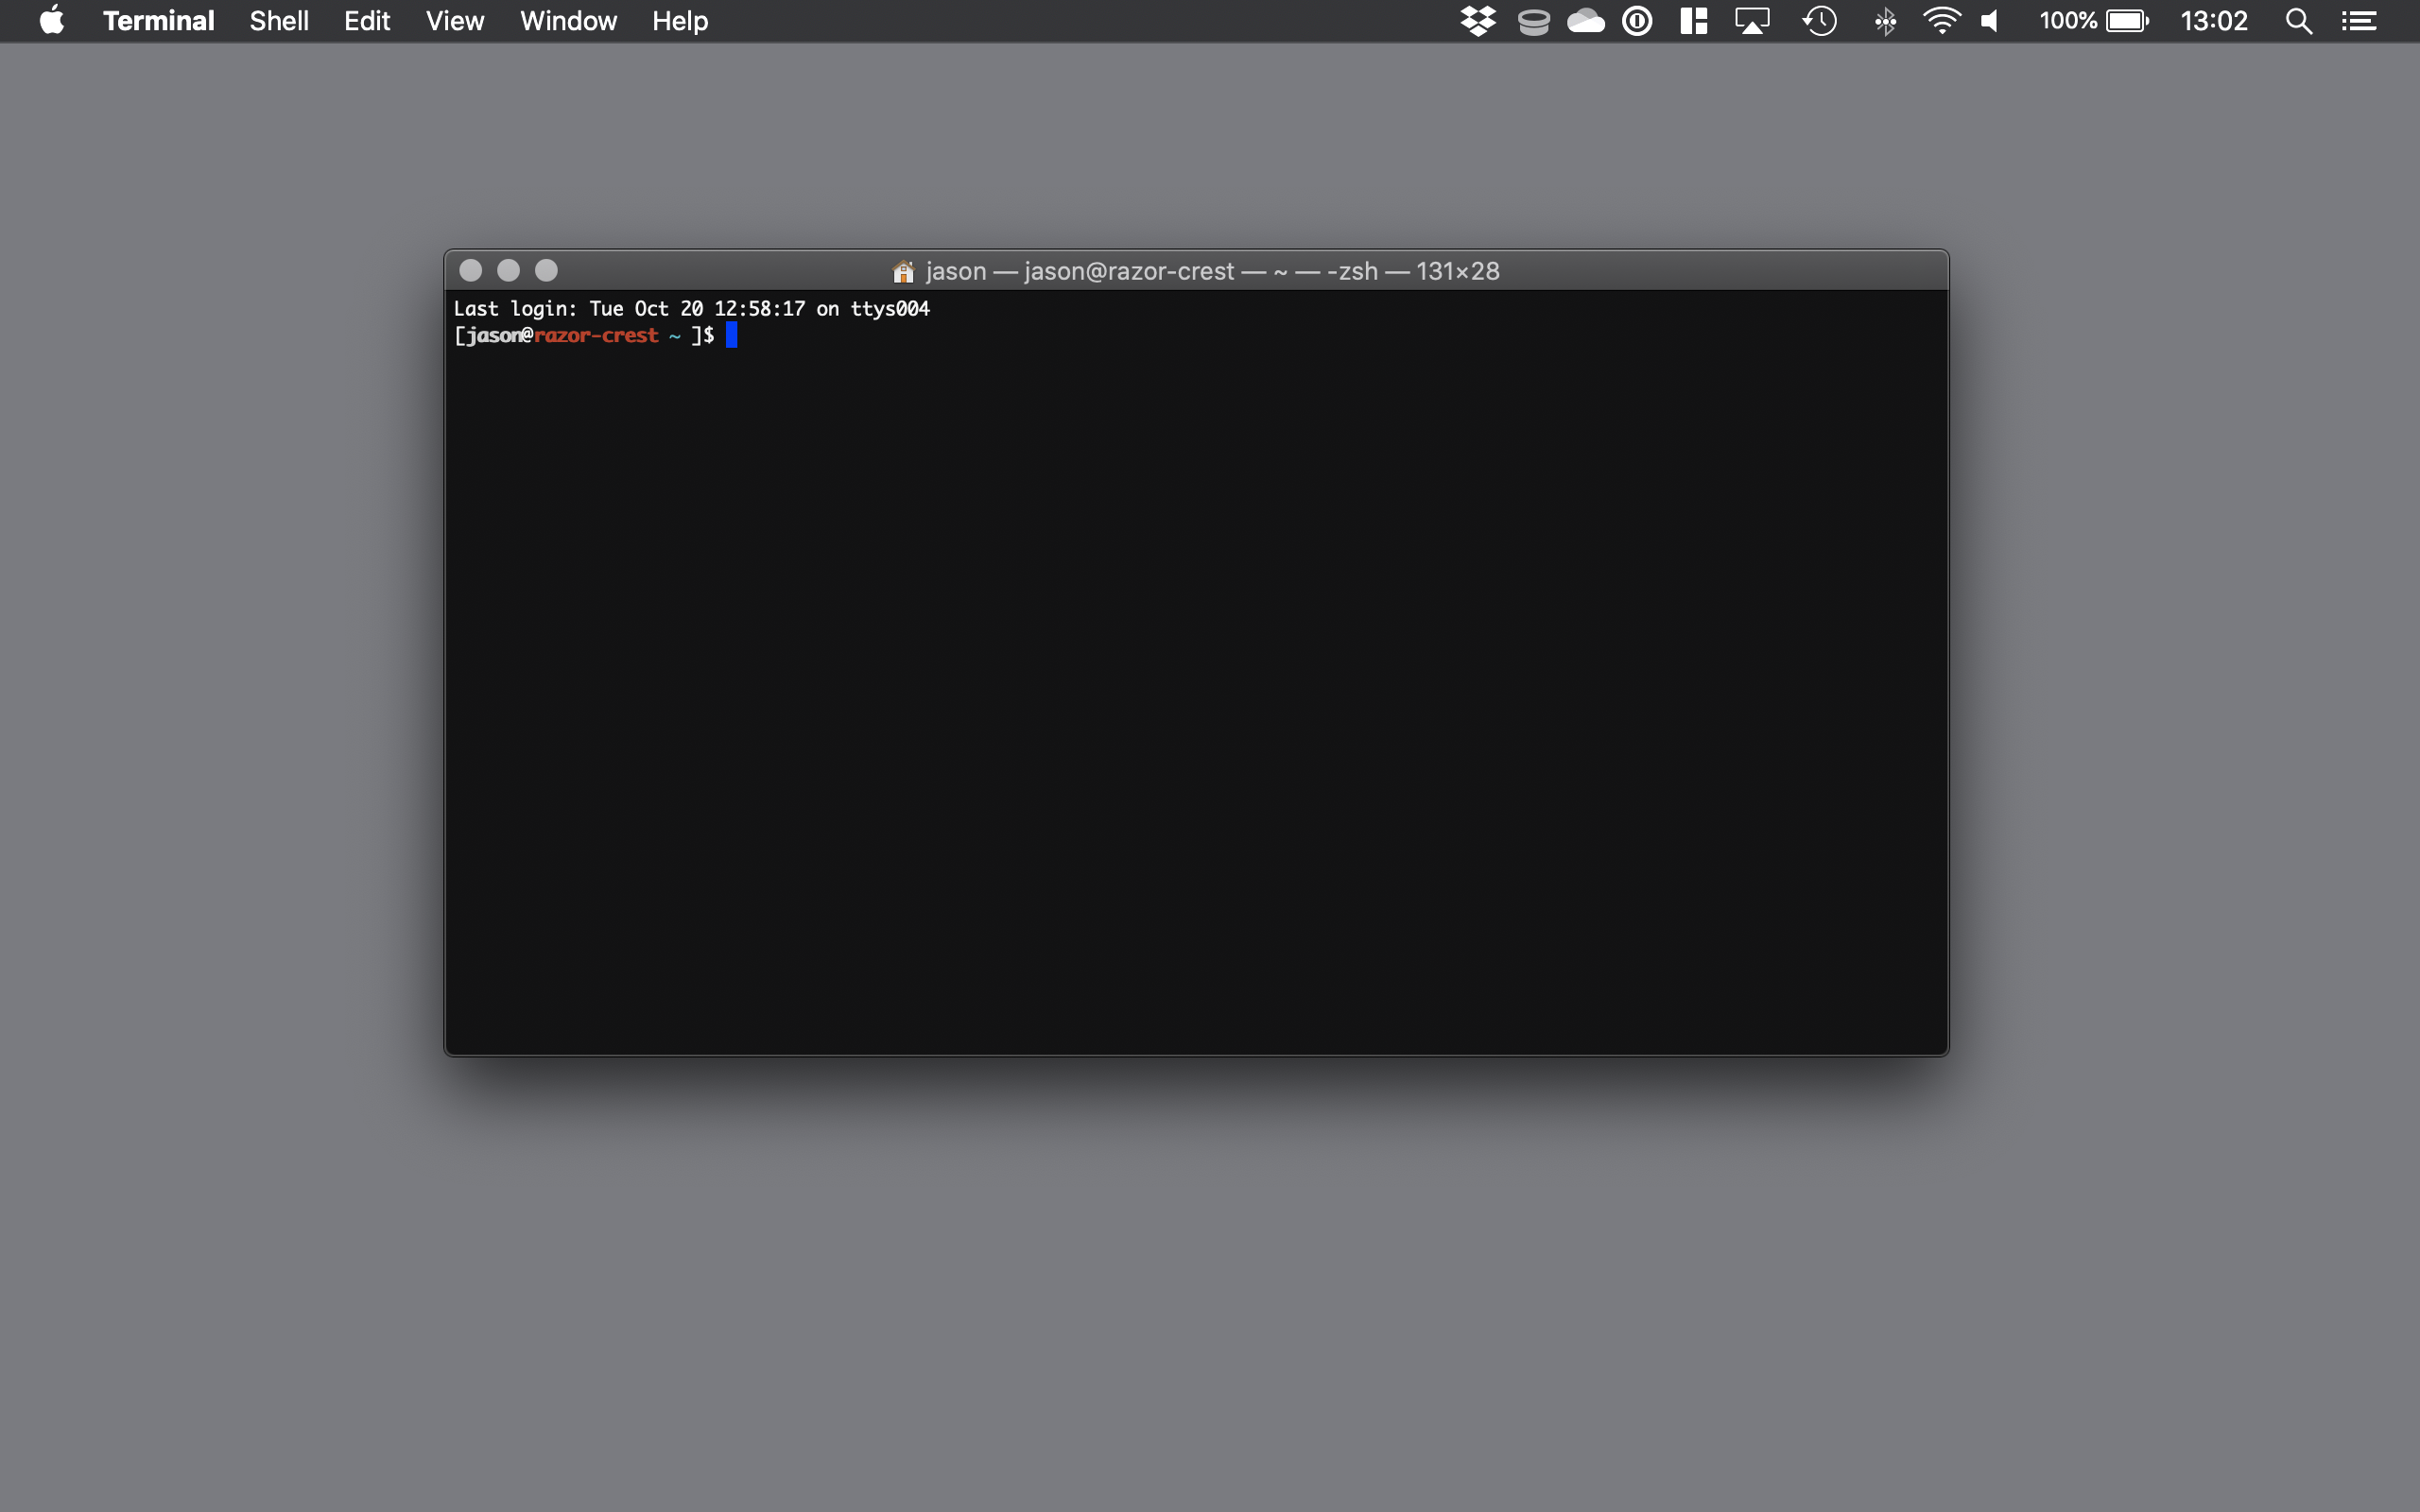 Terminal Shell Edit View Window Help 100% 13:02
jason — jason@razor-crest — ~ — -zsh — 131×28
Last login: Tue Oct 20 12:58:17 on ttys004
[jason@razor-crest ~ ]$